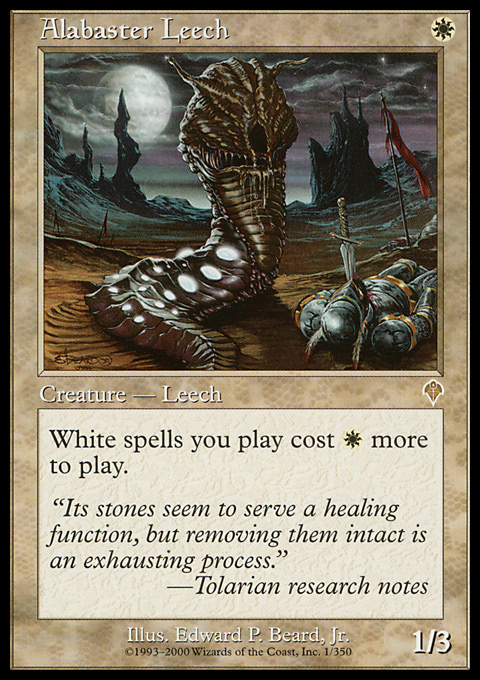 Alabaster Leech
Creature — Leech
White spells you play cost more
to play.
“Its stones seem to serve a healing
function, but removing them intact is
an exhausting process.”
—Tolarian research notes
Illus. Edward P. Beard, Jr.
©1993–2000 Wizards of the Coast, Inc. 1/350
1/3